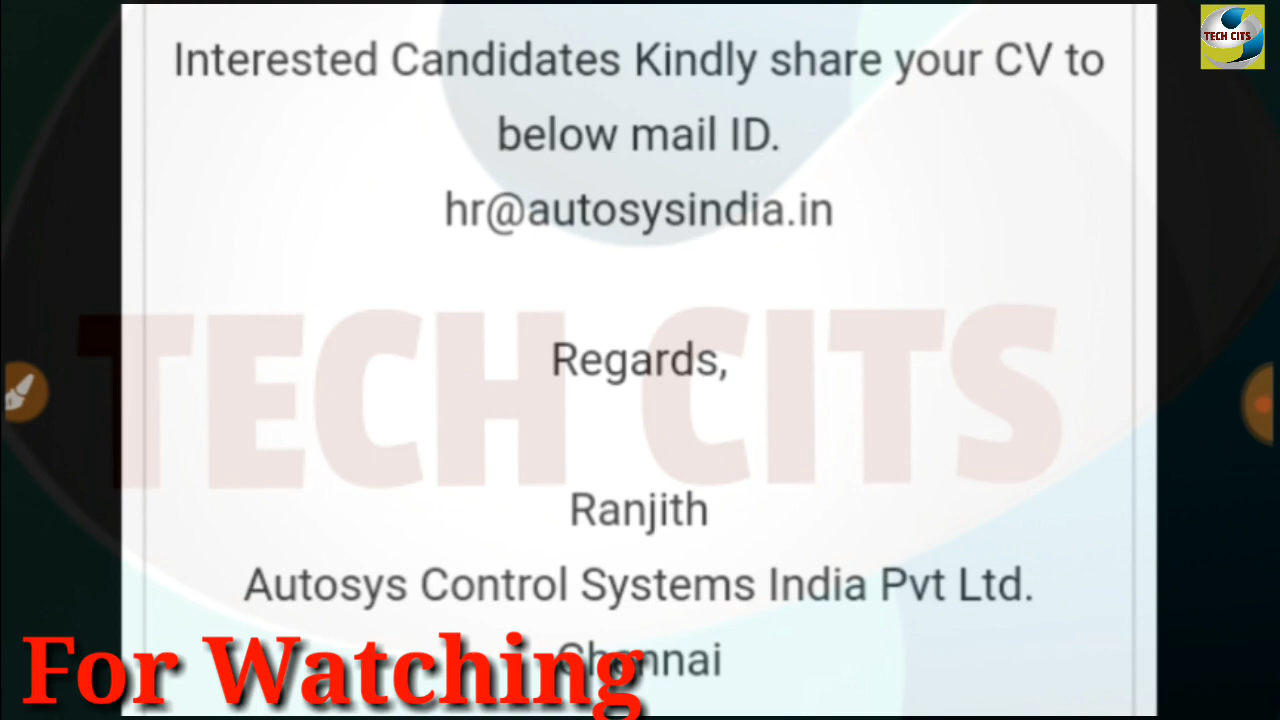 TECH CITS
Interested Candidates Kindly share your CV to
below mail ID.
hr@autosysindia.in
TECH CITS
Regards,
Ranjith
Autosys Control Systems India Pvt Ltd.
Chennai
For Watching